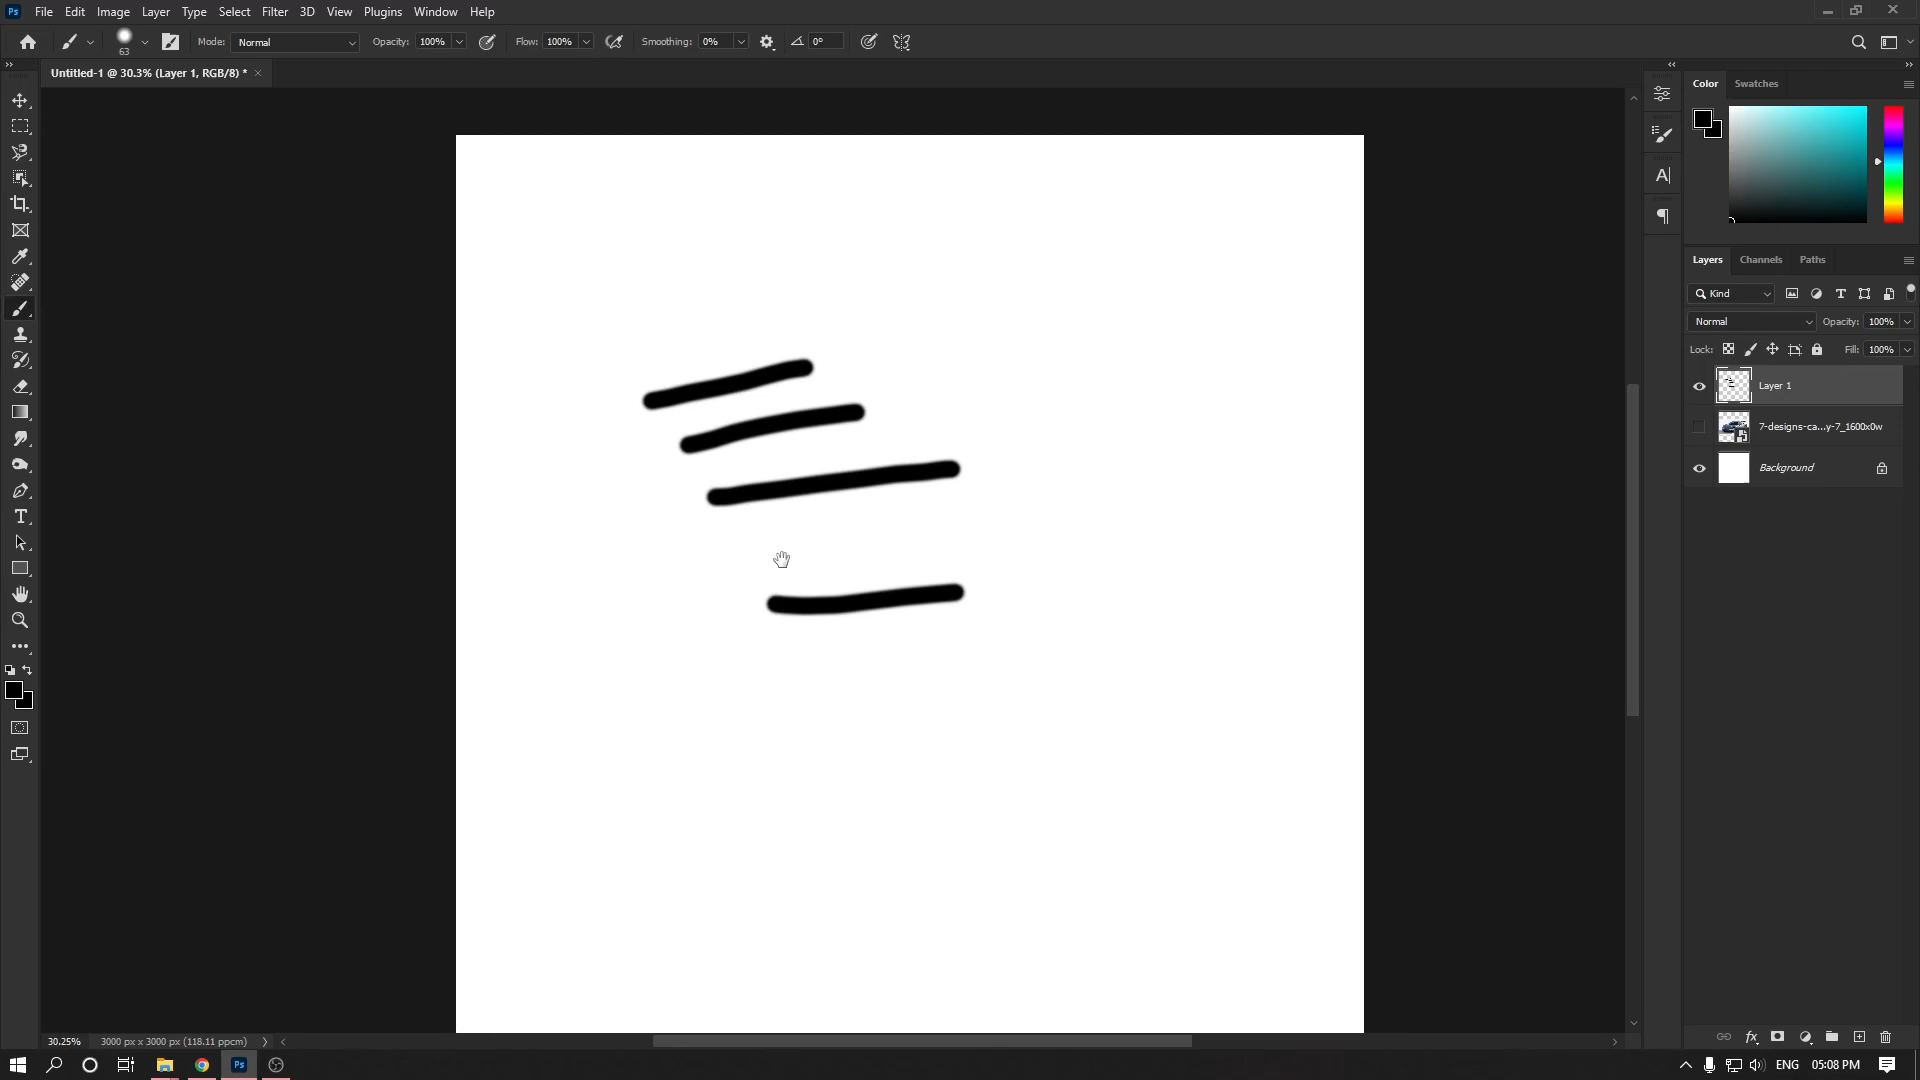 Ps File Edit Image Layer Type Select Filter 3D View Plugins Window Help
63 Mode: Normal Opacity: 100% Flow: 100% Smoothing: 0% 0°
Untitled-1 @ 30.3% (Layer 1, RGB/8) *
Color Swatches
Layers Channels Paths
Kind
Normal Opacity: 100%
Lock: Fill: 100%
Layer 1
7-designs-ca...y-7_1600x0w
Background
30.25% 3000 px x 3000 px (118.11 ppcm)
Ps ENG 05:08 PM